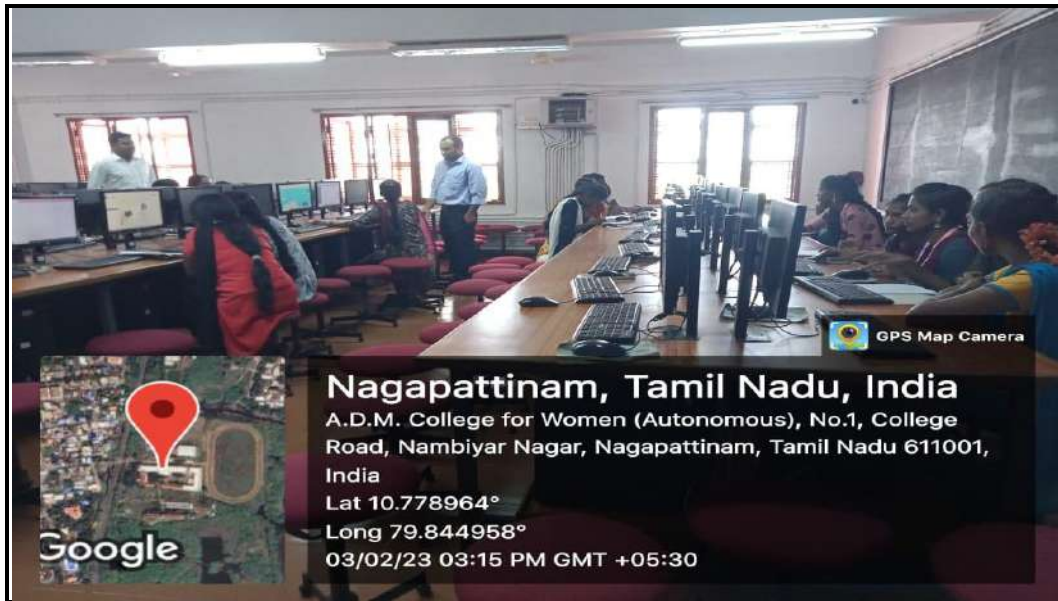 GPS Map Camera
Nagapattinam, Tamil Nadu, India
A.D.M. College for Women (Autonomous), No.1, College
Road, Nambiyar Nagar, Nagapattinam, Tamil Nadu 611001,
India
Lat 10.778964°
Long 79.844958°
03/02/23 03:15 PM GMT +05:30
Google